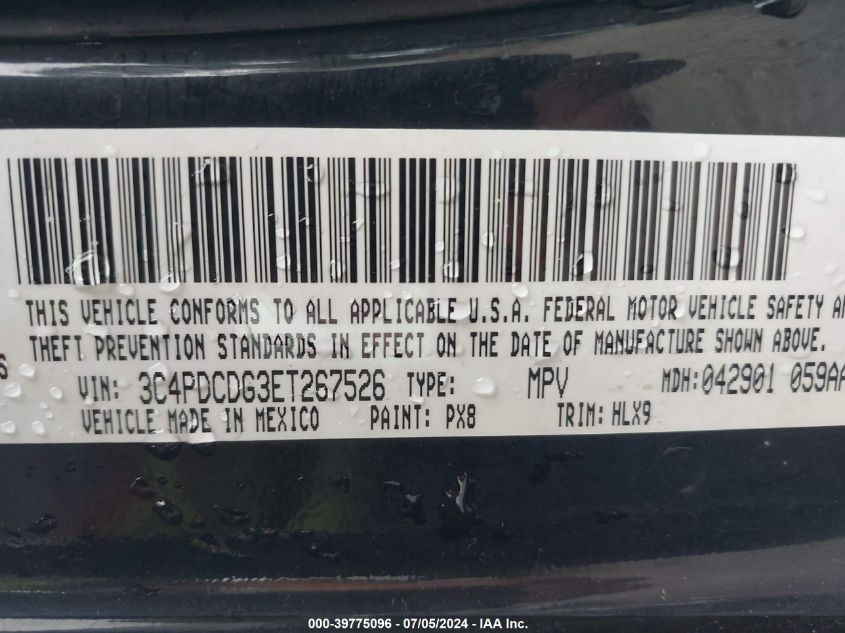 THIS VEHICLE CONFORMS TO ALL APPLICABLE U.S.A. FEDERAL MOTOR VEHICLE SAFETY
THEFT PREVENTION STANDARDS IN EFFECT ON THE DATE OF MANUFACTURE SHOWN ABOVE.
VIN: 3C4PDCDG3ET267526 TYPE: MPV MDH:042901 059AA
VEHICLE MADE IN MEXICO PAINT: PX8 TRIM: HLX9
000-39775096 - 07/05/2024 - IAA Inc.